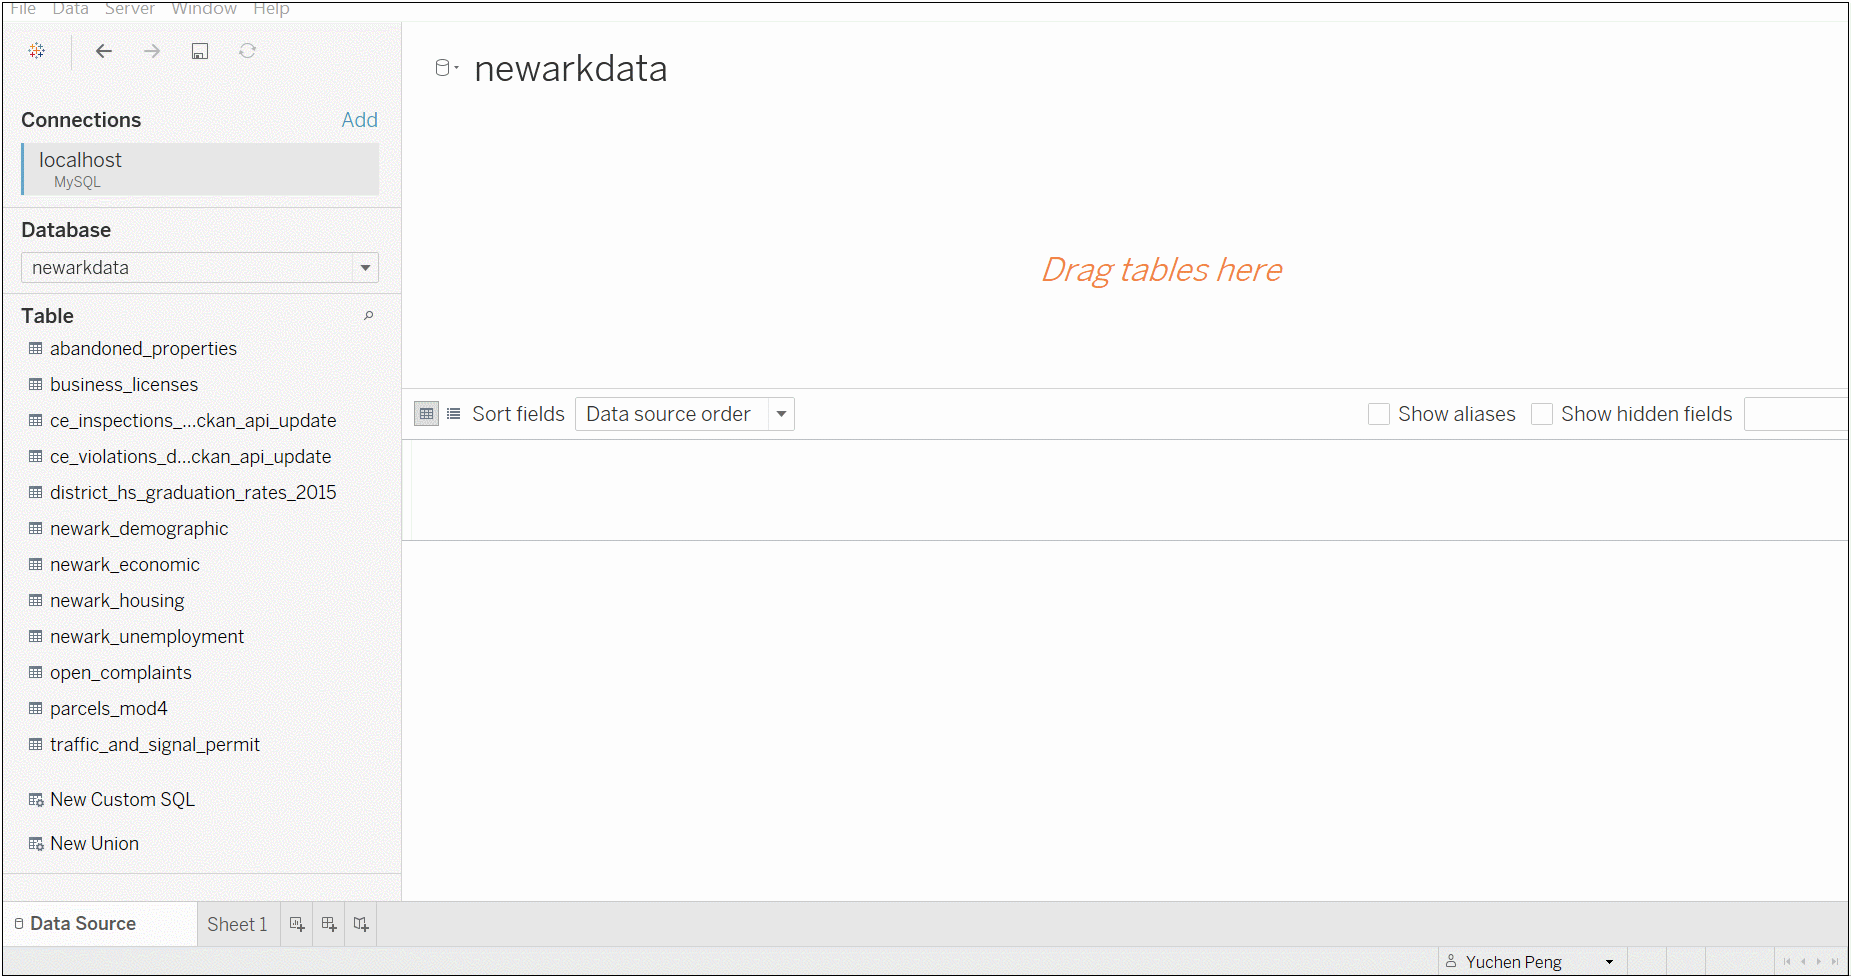 File Data Server Window Help
newarkdata
Connections Add
localhost
MySQL
Database
newarkdata
Drag tables here
Table
abandoned_properties
business_licenses
ce_inspections_...ckan_api_update
Sort fields Data source order Show aliases Show hidden fields
ce_violations_d...ckan_api_update
district_hs_graduation_rates_2015
newark_demographic
newark_economic
newark_housing
newark_unemployment
open_complaints
parcels_mod4
traffic_and_signal_permit
New Custom SQL
New Union
Data Source Sheet 1
Yuchen Peng